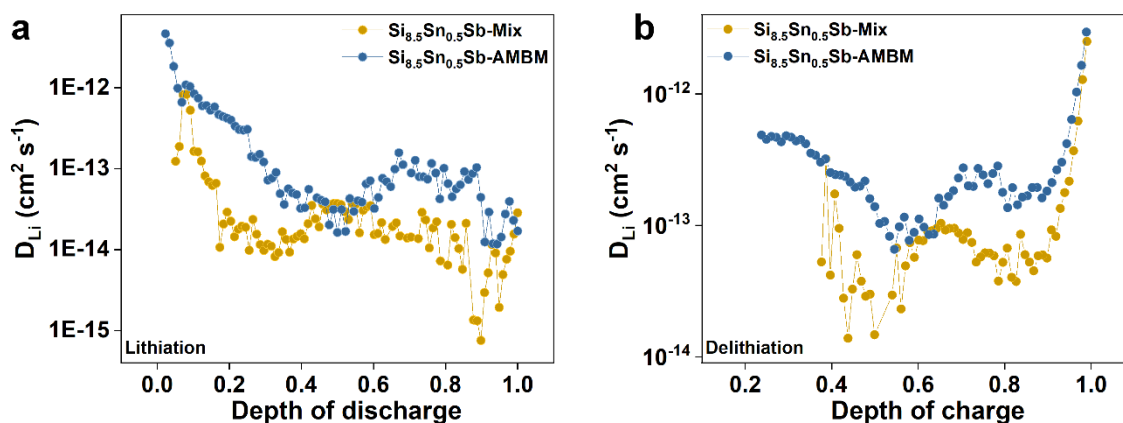 a
Si8.5Sn0.5Sb-Mix
Si8.5Sn0.5Sb-AMBM
1E-12
1E-13
1E-14
1E-15
DLi (cm2 s-1)
Lithiation
0.0 0.2 0.4 0.6 0.8 1.0
Depth of discharge
b
Si8.5Sn0.5Sb-Mix
Si8.5Sn0.5Sb-AMBM
10-12
10-13
10-14
DLi (cm2 s-1)
Delithiation
0.2 0.4 0.6 0.8 1.0
Depth of charge